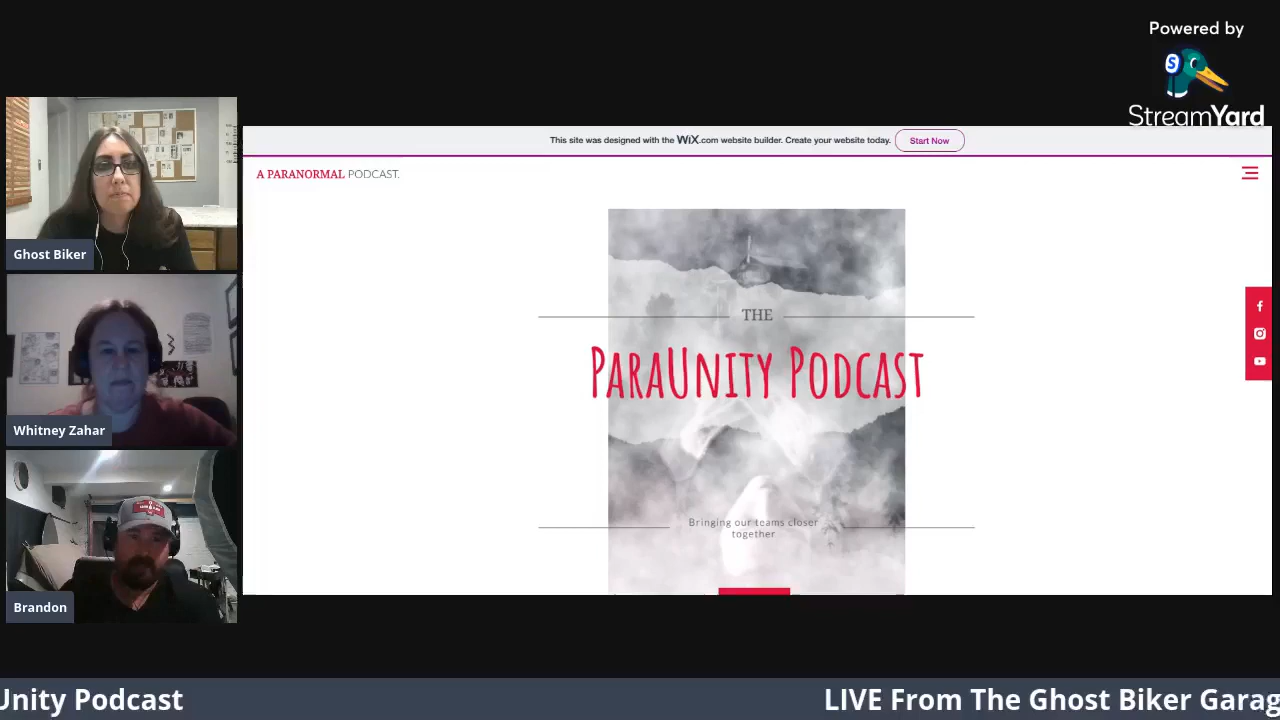 Powered by
StreamYard
This site was designed with the WiX.com website builder. Create your website today.
Start Now
A PARANORMAL PODCAST.
THE
ParaUnity Podcast
Bringing our teams closer
together
Ghost Biker
Whitney Zahar
Brandon
Unity Podcast
LIVE From The Ghost Biker Garag